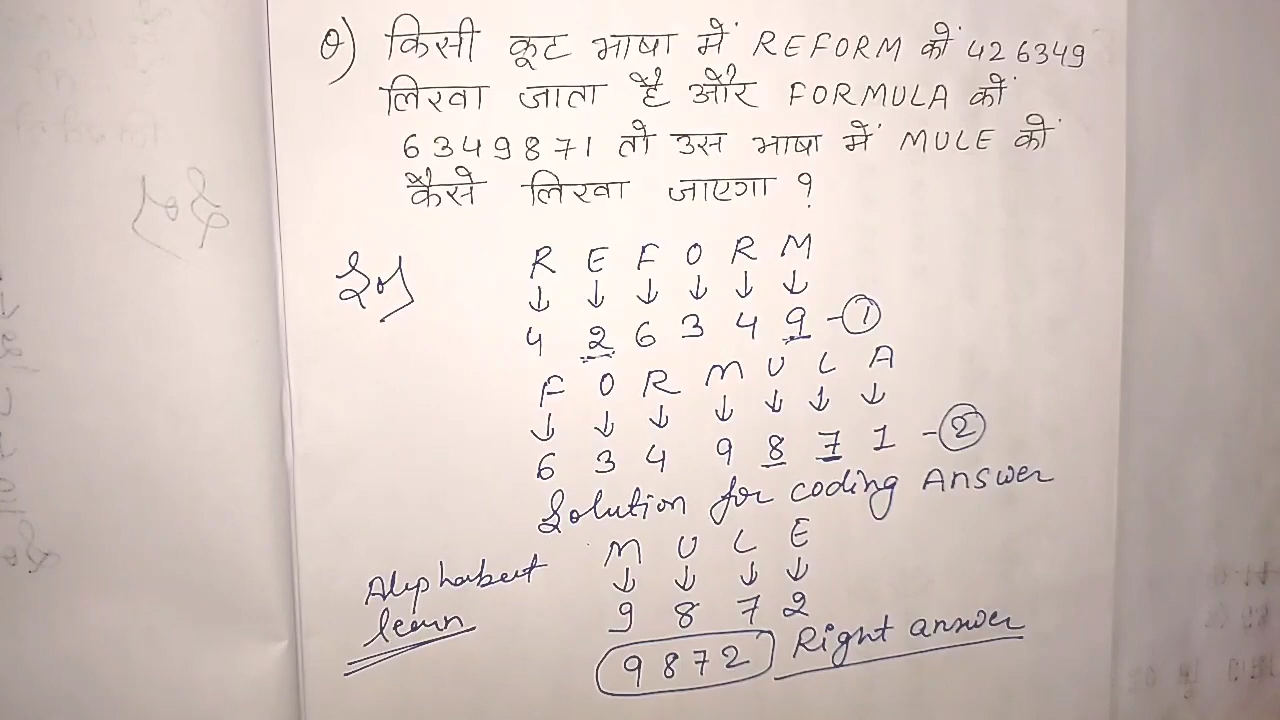 Q) किसी कूट भाषा में REFORM को 426349
लिखा जाता है और FORMULA को
6349871 तो उस भाषा में MULE को
कैसे लिखा जाएगा ?
Sol R E F O R M
↓ ↓ ↓ ↓ ↓ ↓
4 2 6 3 4 9 -①
F O R M U L A
↓ ↓ ↓ ↓ ↓ ↓ ↓
6 3 4 9 8 7 1 -②
Solution for coding Answer
M U L E
Alephabeut ↓ ↓ ↓ ↓
learn 9 8 7 2
9872 Right answer